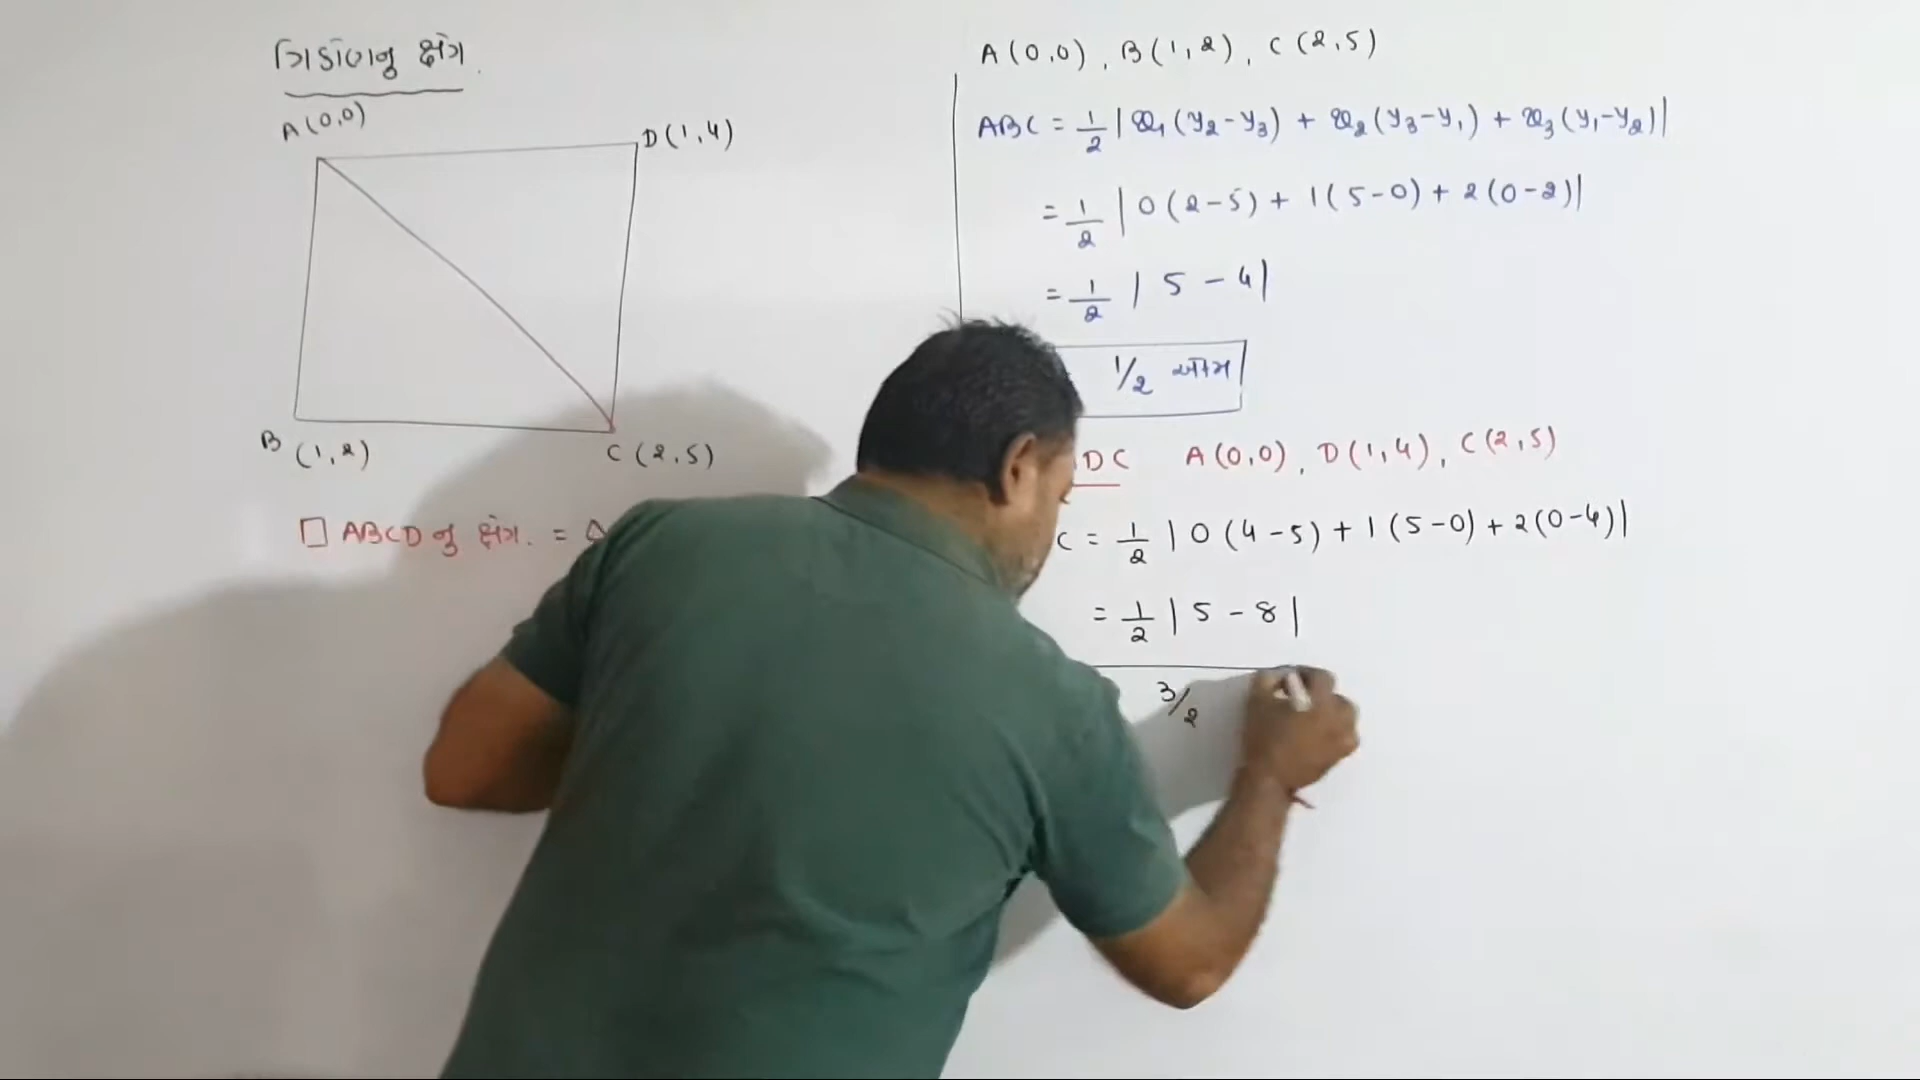 ત્રિકોણનુ ક્ષેત્ર.
A(0,0)
D(1,4)
B (1,2)
C (2,5)
□ ABCD નુ ક્ષેત્ર. = Δ
A(0,0), B(1,2), C(2,5)
ABC = 1/2 |x₁(y₂-y₃) + x₂(y₃-y₁) + x₃(y₁-y₂)|
= 1/2 |0(2-5) + 1(5-0) + 2(0-2)|
= 1/2 | 5 - 4|
1/2 એકમ
DC A(0,0), D(1,4), C(2,5)
C = 1/2 |0(4-5) + 1(5-0) + 2(0-4)|
= 1/2 |5 - 8|
3/2